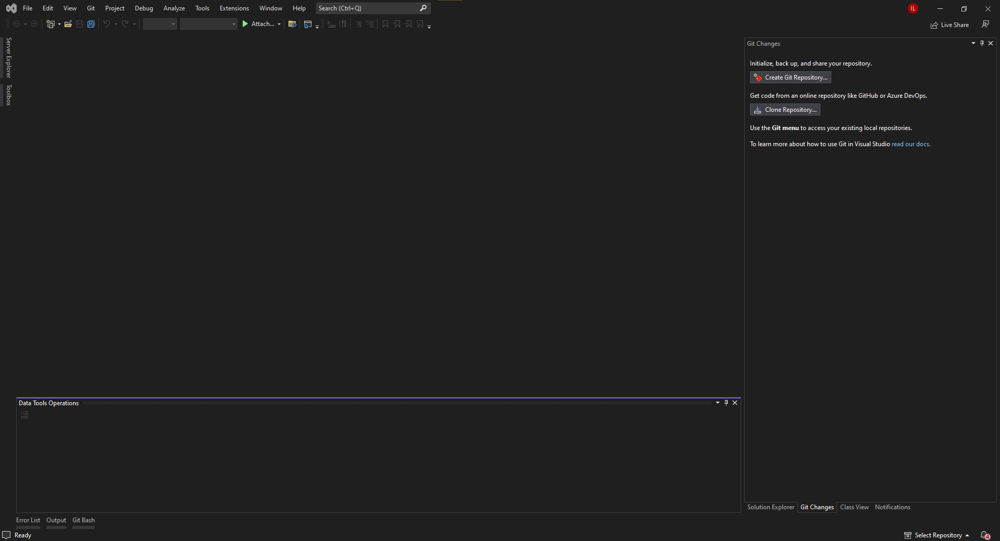 File Edit View Git Project Debug Analyze Tools Extensions Window Help Search (Ctrl+Q) IL
Attach... Live Share
Server Explorer
Toolbox
Git Changes
Initialize, back up, and share your repository.
Create Git Repository...
Get code from an online repository like GitHub or Azure DevOps.
Clone Repository...
Use the Git menu to access your existing local repositories.
To learn more about how to use Git in Visual Studio read our docs.
Data Tools Operations
Solution Explorer Git Changes Class View Notifications
Error List Output Git Bash
Ready Select Repository 4